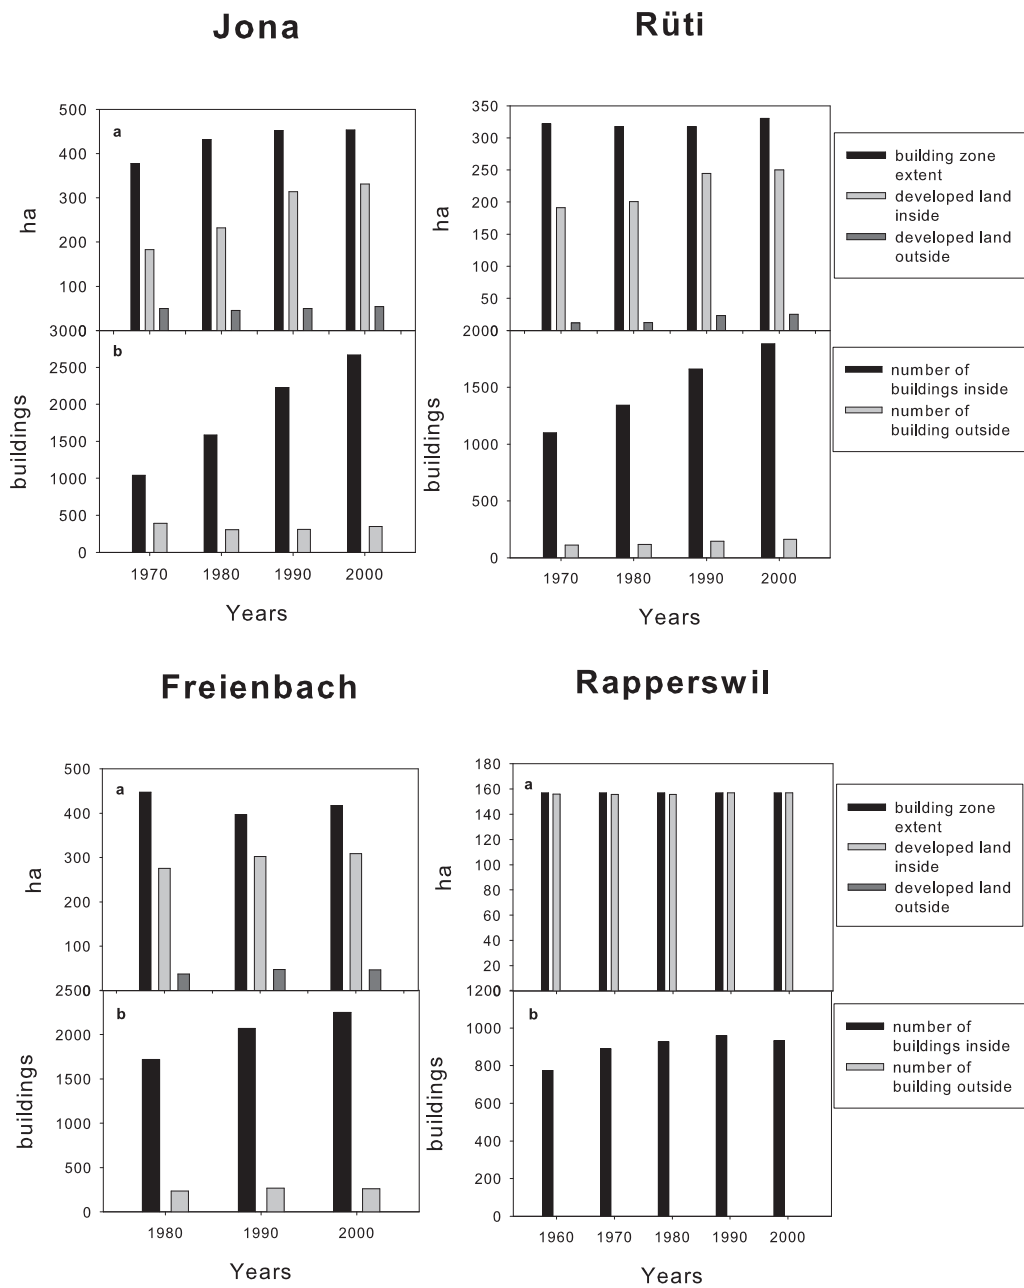 Jona
Rüti
500
400
300
200
100
0
ha
a
3000
2500
2000
1500
1000
500
0
buildings
b
1970 1980 1990 2000
Years
350
300
250
200
150
100
50
0
ha
2000
1500
1000
500
0
buildings
1970 1980 1990 2000
Years
building zone
extent
developed land
inside
developed land
outside
number of
buildings inside
number of
building outside
Freienbach
Rapperswil
500
400
300
200
100
0
ha
a
2500
2000
1500
1000
500
0
buildings
b
1980 1990 2000
Years
180
160
140
120
100
80
60
40
20
0
ha
a
1200
1000
800
600
400
200
0
buildings
b
1960 1970 1980 1990 2000
Years
building zone
extent
developed land
inside
developed land
outside
number of
buildings inside
number of
building outside